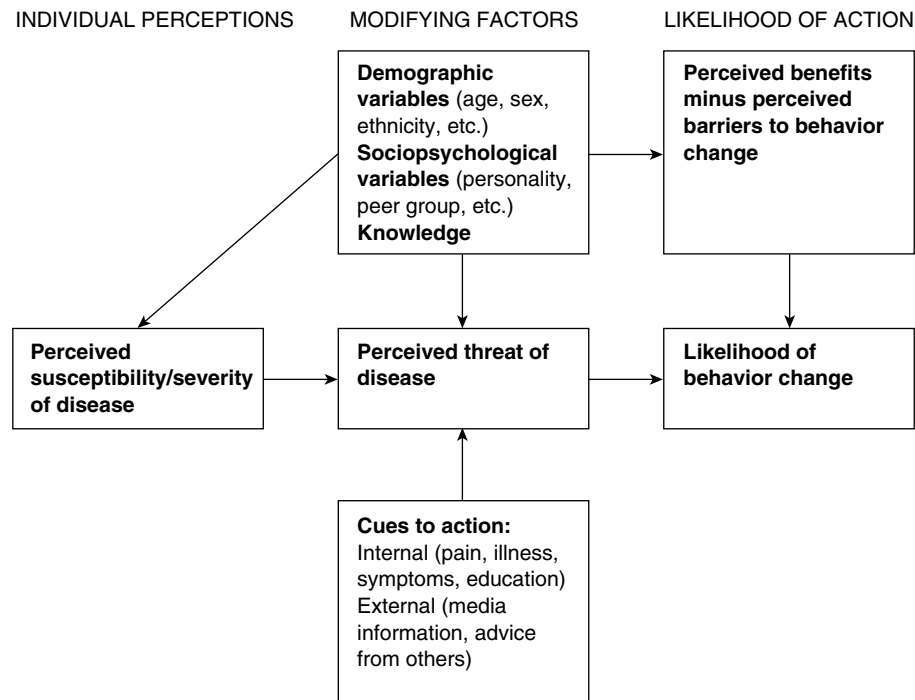 INDIVIDUAL PERCEPTIONS
MODIFYING FACTORS
LIKELIHOOD OF ACTION
Demographic
variables (age, sex,
ethnicity, etc.)
Sociopsychological
variables (personality,
peer group, etc.)
Knowledge
Perceived benefits
minus perceived
barriers to behavior
change
Perceived
susceptibility/severity
of disease
Perceived threat of
disease
Likelihood of
behavior change
Cues to action:
Internal (pain, illness,
symptoms, education)
External (media
information, advice
from others)